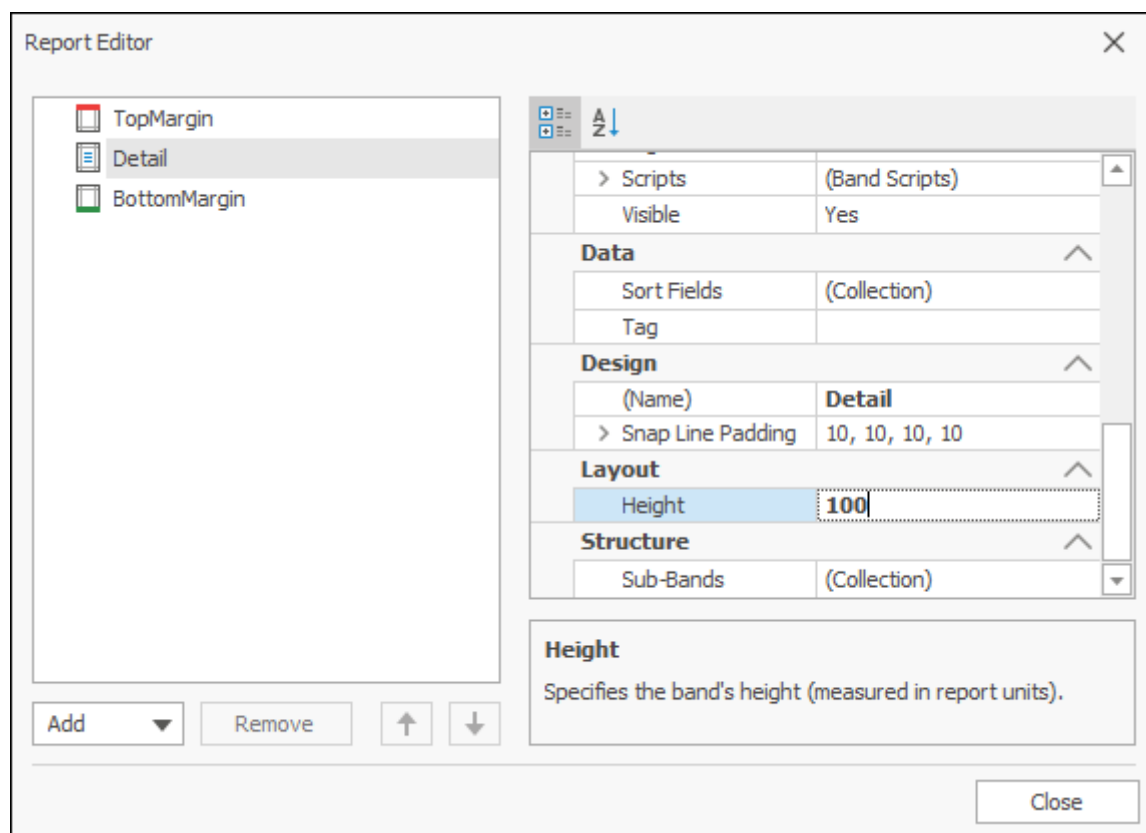 Report Editor
TopMargin
Detail
BottomMargin
Add
Remove
A
Z
Scripts (Band Scripts)
Visible Yes
Data
Sort Fields (Collection)
Tag
Design
(Name) Detail
Snap Line Padding 10, 10, 10, 10
Layout
Height 100
Structure
Sub-Bands (Collection)
Height
Specifies the band's height (measured in report units).
Close